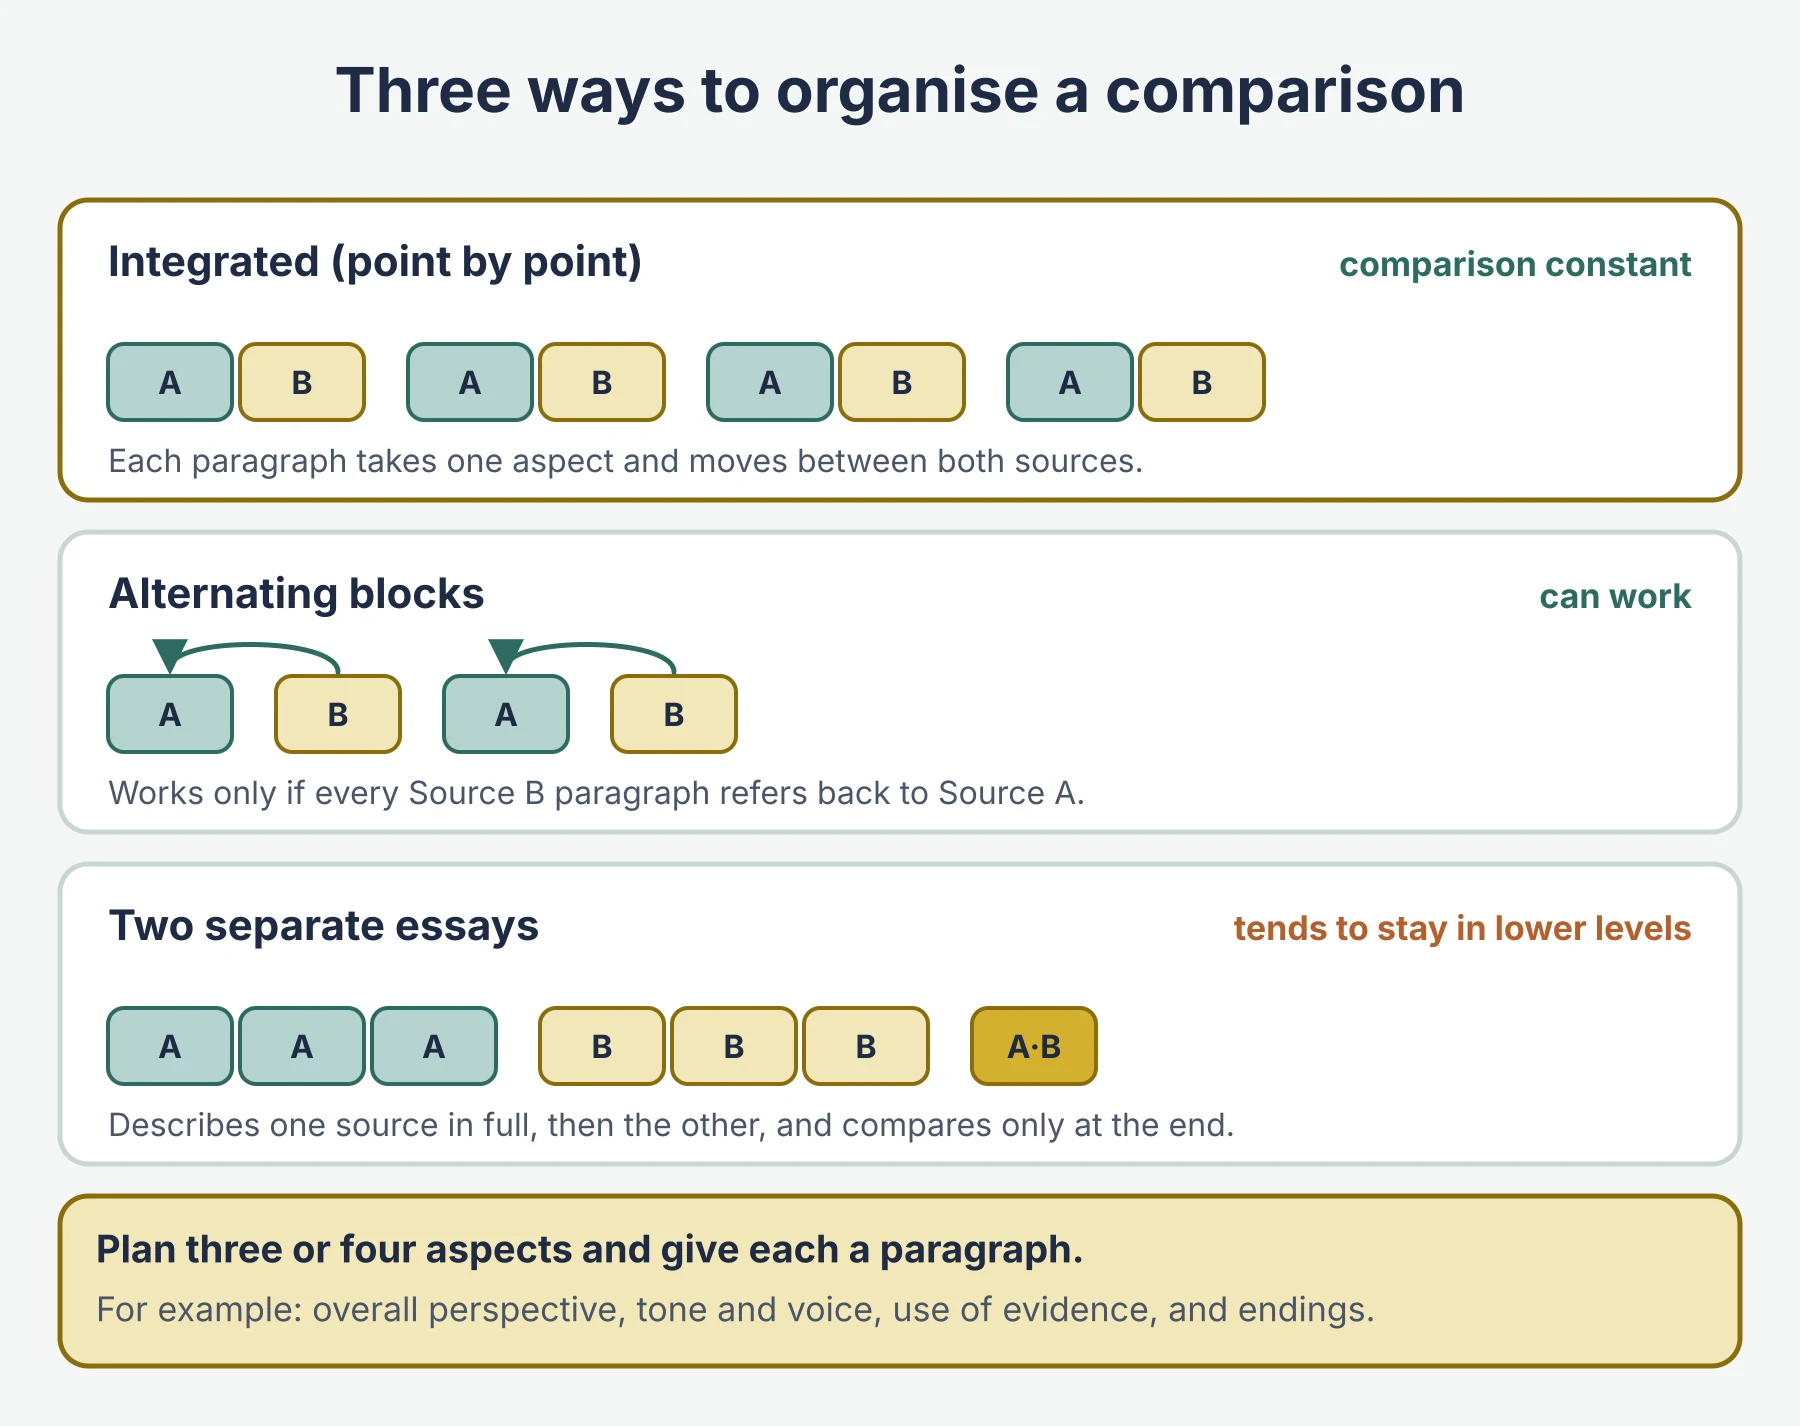 Three ways to organise a comparison
Integrated (point by point)
comparison constant
A B A B A B A B
Each paragraph takes one aspect and moves between both sources.
Alternating blocks
can work
A B A B
Works only if every Source B paragraph refers back to Source A.
Two separate essays
tends to stay in lower levels
A A A B B B A·B
Describes one source in full, then the other, and compares only at the end.
Plan three or four aspects and give each a paragraph.
For example: overall perspective, tone and voice, use of evidence, and endings.